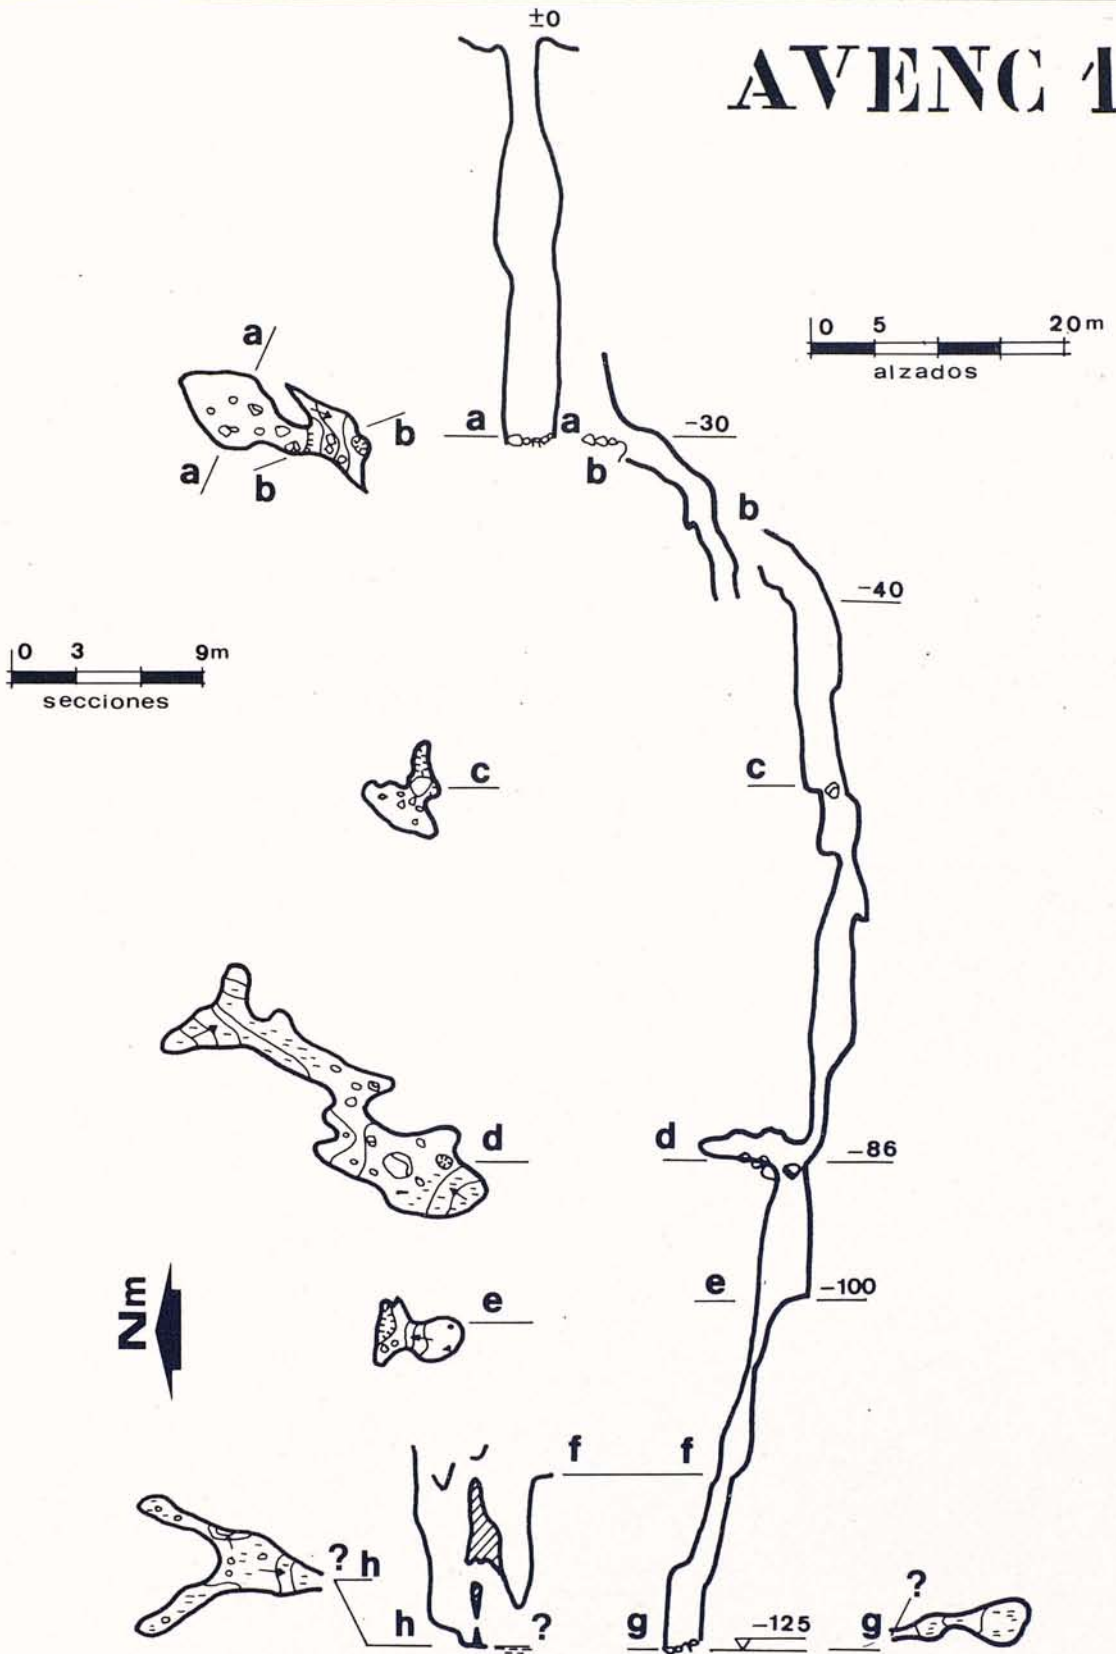 ±0
AVENC 1
0 5 20m
alzados
a
a a -30
b
a b b
b
-40
0 3 9m
secciones
c c
d d -86
Nm
e e -100
f f
? h
?
h ? g -125 g